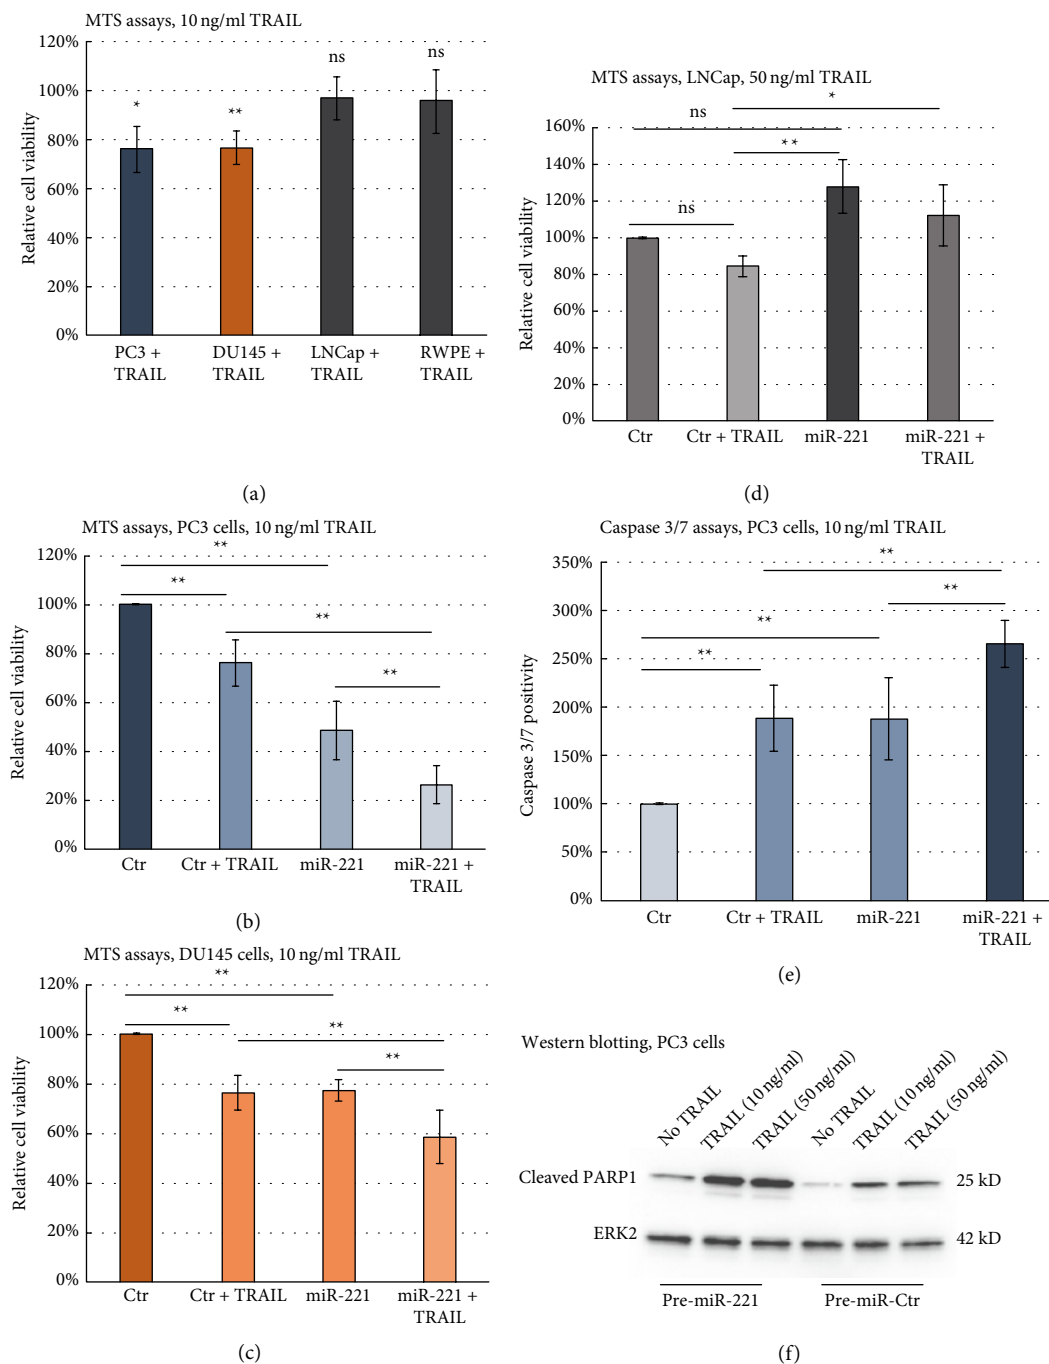 MTS assays, 10 ng/ml TRAIL
120%
100%
80%
60%
40%
20%
0%
Relative cell viability
*
**
ns
ns
PC3 +
TRAIL
DU145 +
TRAIL
LNCap +
TRAIL
RWPE +
TRAIL
(a)
MTS assays, PC3 cells, 10 ng/ml TRAIL
120%
100%
80%
60%
40%
20%
0%
Relative cell viability
**
**
**
**
Ctr
Ctr + TRAIL
miR-221
miR-221 +
TRAIL
(b)
MTS assays, DU145 cells, 10 ng/ml TRAIL
120%
100%
80%
60%
40%
20%
0%
Relative cell viability
**
**
**
**
Ctr
Ctr + TRAIL
miR-221
miR-221 +
TRAIL
(c)
MTS assays, LNCap, 50 ng/ml TRAIL
160%
140%
120%
100%
80%
60%
40%
20%
0%
Relative cell viability
*
ns
**
ns
Ctr
Ctr + TRAIL
miR-221
miR-221 +
TRAIL
(d)
Caspase 3/7 assays, PC3 cells, 10 ng/ml TRAIL
350%
300%
250%
200%
150%
100%
50%
0%
Caspase 3/7 positivity
**
**
**
**
Ctr
Ctr + TRAIL
miR-221
miR-221 +
TRAIL
(e)
Western blotting, PC3 cells
No TRAIL
TRAIL (10 ng/ml)
TRAIL (50 ng/ml)
No TRAIL
TRAIL (10 ng/ml)
TRAIL (50 ng/ml)
Cleaved PARP1
25 kD
ERK2
42 kD
Pre-miR-221
Pre-miR-Ctr
(f)